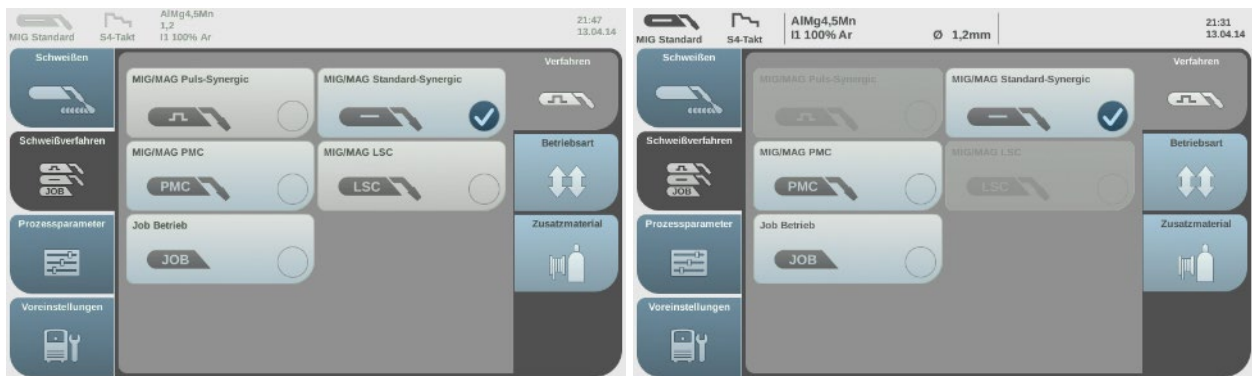 AlMg4,5Mn
1,2
I1 100% Ar
MIG Standard
S4-Takt
21:47
13.04.14
Schweißen
Verfahren
MIG/MAG Puls-Synergic
MIG/MAG Standard-Synergic
Schweißverfahren
JOB
MIG/MAG PMC
PMC
MIG/MAG LSC
LSC
Betriebsart
Prozessparameter
Job Betrieb
JOB
Zusatzmaterial
Voreinstellungen
MIG Standard
S4-Takt
AlMg4,5Mn
I1 100% Ar
Ø 1,2mm
21:31
13.04.14
Schweißen
Verfahren
MIG/MAG Puls-Synergic
MIG/MAG Standard-Synergic
Schweißverfahren
JOB
MIG/MAG PMC
PMC
MIG/MAG LSC
LSC
Betriebsart
Prozessparameter
Job Betrieb
JOB
Zusatzmaterial
Voreinstellungen